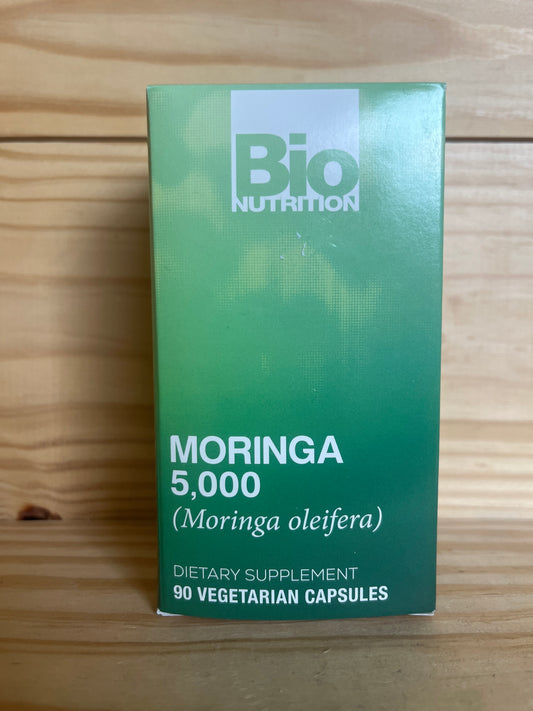 Bio
NUTRITION
MORINGA
5,000
(Moringa oleifera)
DIETARY SUPPLEMENT
90 VEGETARIAN CAPSULES